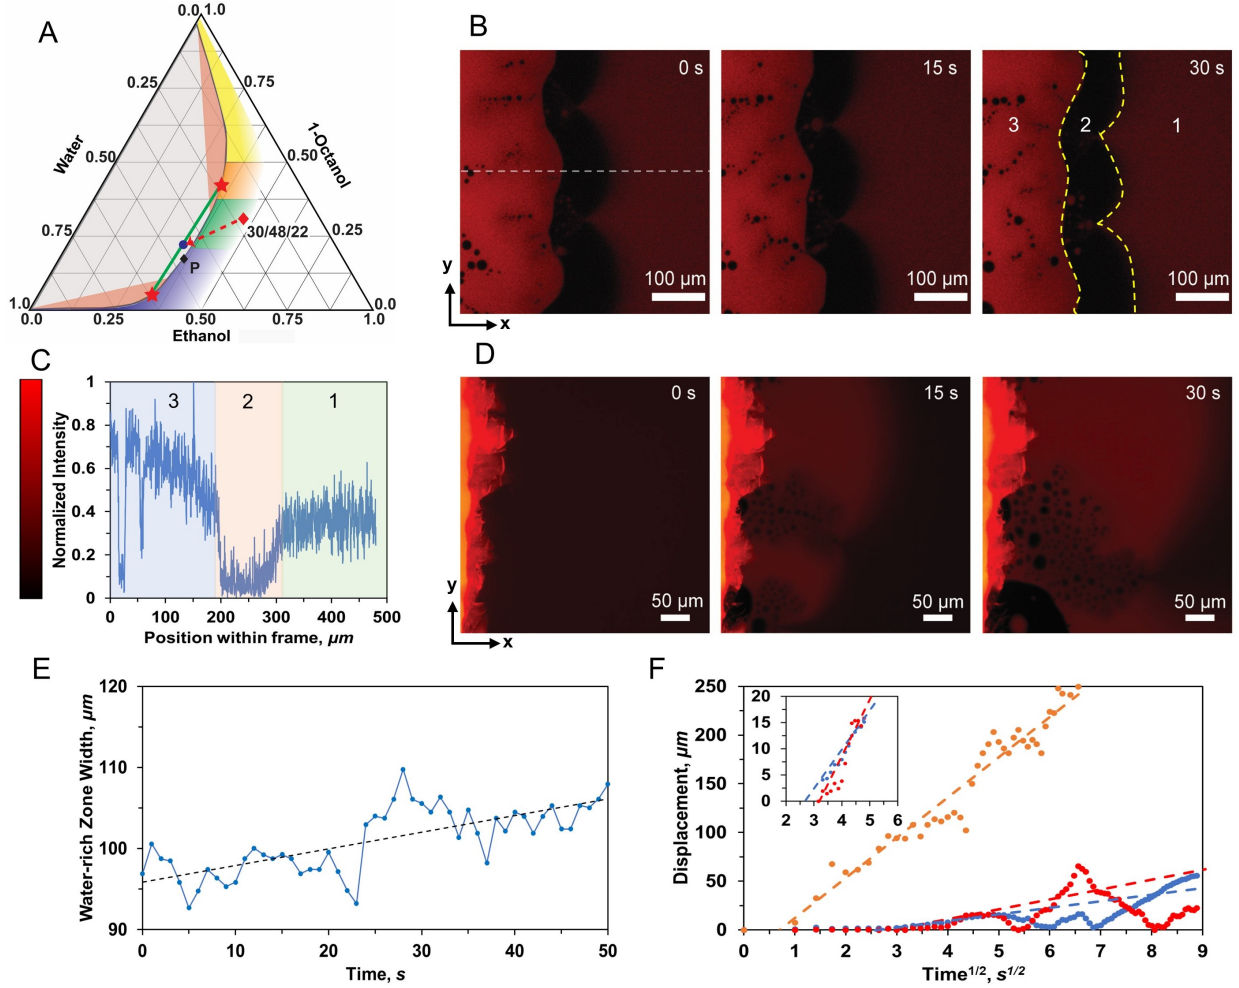 A
0.0 1.0
0.25
0.75
Water
1-Octanol
0.50
0.50
0.75
0.25
30/48/22
P
1.0
0.0
0.0
0.25
0.50
0.75
1.0
Ethanol
B
0 s
15 s
30 s
3
2
1
100 µm
100 µm
100 µm
y
x
C
1
0.8
0.6
0.4
0.2
0
3
2
1
Normalized Intensity
0
100
200
300
400
500
Position within frame, µm
D
0 s
15 s
30 s
50 µm
50 µm
50 µm
y
x
E
120
110
100
90
Water-rich Zone Width, µm
0
10
20
30
40
50
Time, s
F
250
200
150
100
50
0
Displacement, µm
20
15
10
5
0
2
3
4
5
6
0
1
2
3
4
5
6
7
8
9
Time1/2, s1/2